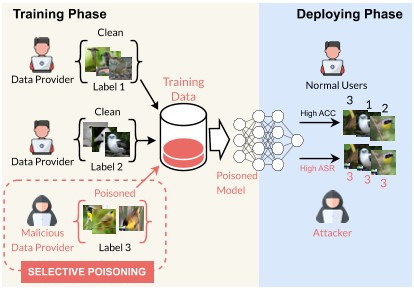 Training Phase
Deploying Phase
Clean
Data Provider
Label 1
Training
Data
Normal Users
Clean
Data Provider
Label 2
High ACC
3 1 2
Poisoned
Model
High ASR
3 3 3
Poisoned
Malicious
Data Provider
Label 3
Attacker
SELECTIVE POISONING